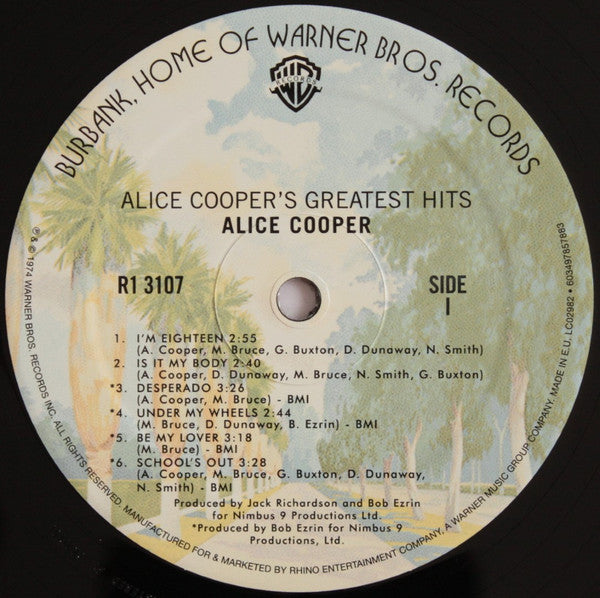 BURBANK, HOME OF WARNER BROS. RECORDS
WB
RECORDS
ALICE COOPER'S GREATEST HITS
ALICE COOPER
R1 3107
SIDE
I
1. I'M EIGHTEEN 2:55
(A. Cooper, M. Bruce, G. Buxton, D. Dunaway, N. Smith)
2. IS IT MY BODY 2:40
(A. Cooper, D. Dunaway, M. Bruce, N. Smith, G. Buxton)
*3. DESPERADO 3:26
(A. Cooper, M. Bruce) - BMI
*4. UNDER MY WHEELS 2:44
(M. Bruce, D. Dunaway, B. Ezrin) - BMI
*5. BE MY LOVER 3:18
(M. Bruce) - BMI
*6. SCHOOL'S OUT 3:28
(A. Cooper, M. Bruce, G. Buxton, D. Dunaway,
N. Smith) - BMI
Produced by Jack Richardson and Bob Ezrin
for Nimbus 9 Productions Ltd.
*Produced by Bob Ezrin for Nimbus 9
Productions, Ltd.
℗ & © 1974 WARNER BROS. RECORDS INC. ALL RIGHTS RESERVED. MANUFACTURED FOR & MARKETED BY RHINO ENTERTAINMENT COMPANY, A WARNER MUSIC GROUP COMPANY. MADE IN E.U. LC02982 • 603497857883